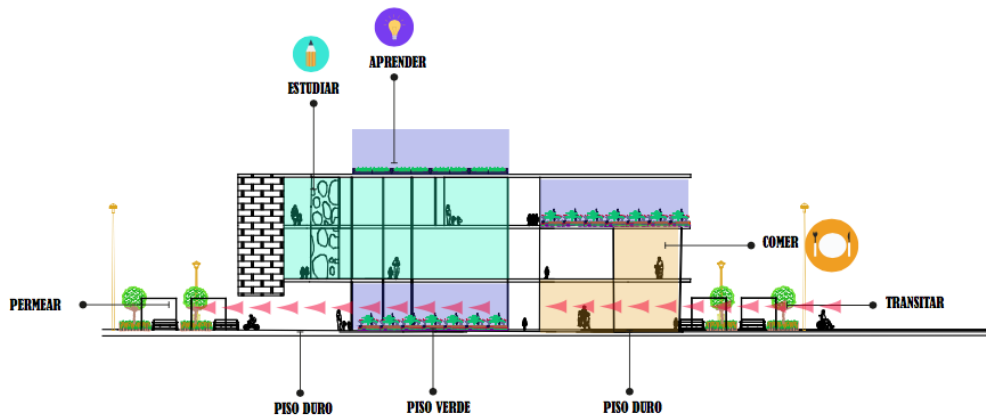 APRENDER
ESTUDIAR
COMER
PERMEAR
TRANSITAR
PISO DURO
PISO VERDE
PISO DURO